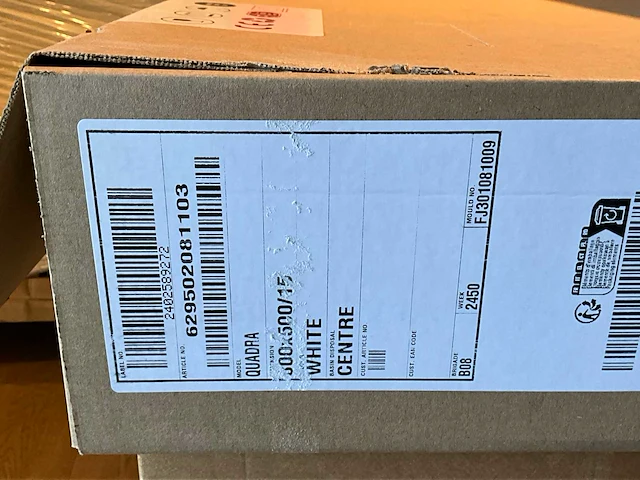 LABEL NO.
2402589272
ARTICLE NO.
629502081103
MODEL
QUADRA
WHITE
BASIN DISPOSAL
CENTRE
CUST. ARTICLE NO.
CUST. EAN CODE
BRIGADE
B08
WEEK
2450
MOULD NO.
FJ301081009